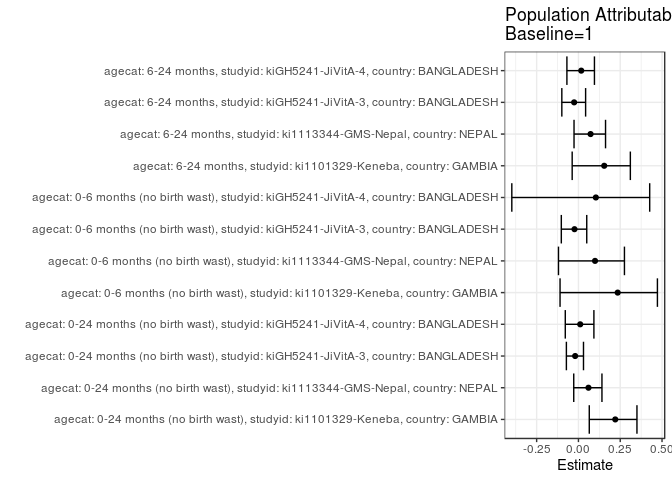 Population Attributab
Baseline=1
agecat: 6-24 months, studyid: kiGH5241-JiVitA-4, country: BANGLADESH
agecat: 6-24 months, studyid: kiGH5241-JiVitA-3, country: BANGLADESH
agecat: 6-24 months, studyid: ki1113344-GMS-Nepal, country: NEPAL
agecat: 6-24 months, studyid: ki1101329-Keneba, country: GAMBIA
agecat: 0-6 months (no birth wast), studyid: kiGH5241-JiVitA-4, country: BANGLADESH
agecat: 0-6 months (no birth wast), studyid: kiGH5241-JiVitA-3, country: BANGLADESH
agecat: 0-6 months (no birth wast), studyid: ki1113344-GMS-Nepal, country: NEPAL
agecat: 0-6 months (no birth wast), studyid: ki1101329-Keneba, country: GAMBIA
agecat: 0-24 months (no birth wast), studyid: kiGH5241-JiVitA-4, country: BANGLADESH
agecat: 0-24 months (no birth wast), studyid: kiGH5241-JiVitA-3, country: BANGLADESH
agecat: 0-24 months (no birth wast), studyid: ki1113344-GMS-Nepal, country: NEPAL
agecat: 0-24 months (no birth wast), studyid: ki1101329-Keneba, country: GAMBIA
-0.25 0.00 0.25 0.50
Estimate